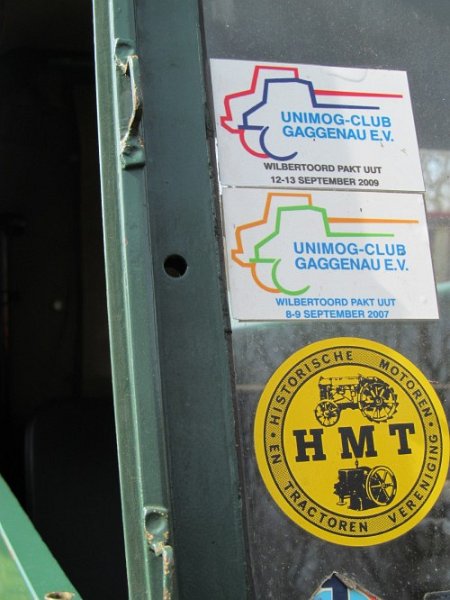 UNIMOG-CLUB
GAGGENAU E.V.
WILBERTOORD PAKT UUT
12-13 SEPTEMBER 2009
UNIMOG-CLUB
GAGGENAU E.V.
WILBERTOORD PAKT UUT
8-9 SEPTEMBER 2007
HISTORISCHE MOTOREN
EN TRACTOREN VERENIGING
HMT